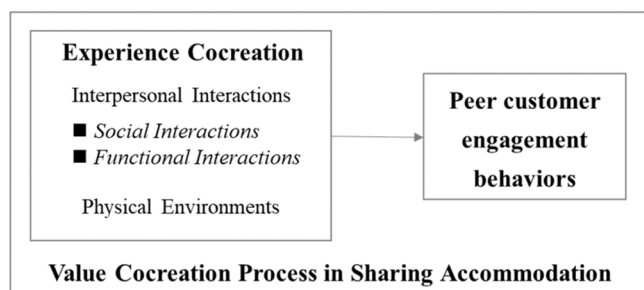 Experience Cocreation
Interpersonal Interactions
■ Social Interactions
■ Functional Interactions
Physical Environments
Peer customer
engagement
behaviors
Value Cocreation Process in Sharing Accommodation